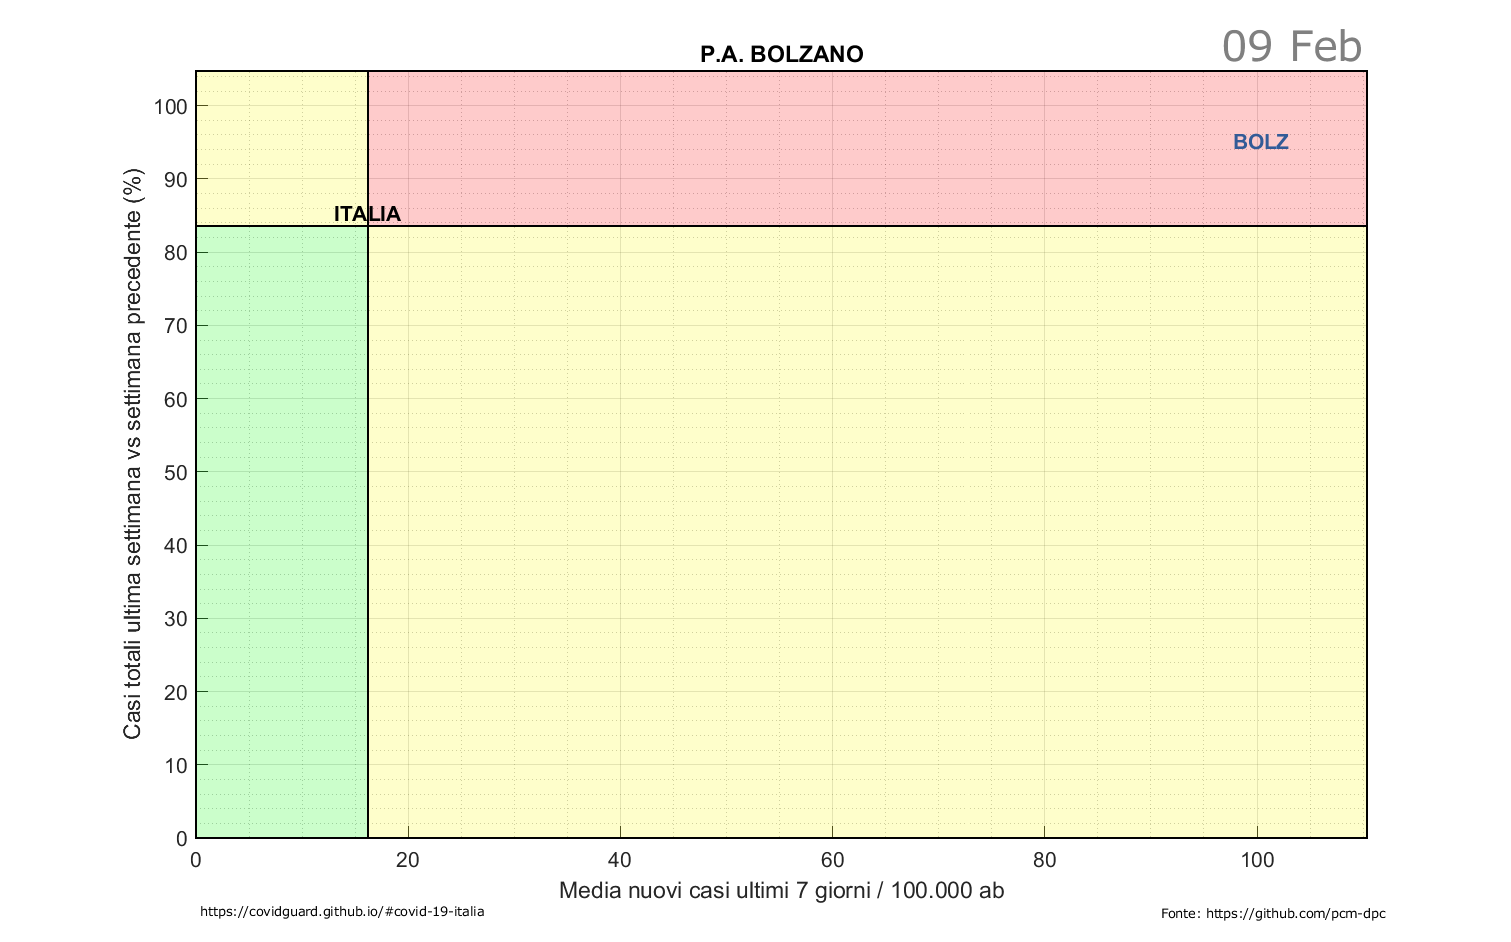 09 Feb
P.A. BOLZANO
100
90
80
70
60
50
40
30
20
10
0
Casi totali ultima settimana vs settimana precedente (%)
BOLZ
ITALIA
0 20 40 60 80 100
Media nuovi casi ultimi 7 giorni / 100.000 ab
https://covidguard.github.io/#covid-19-italia
Fonte: https://github.com/pcm-dpc